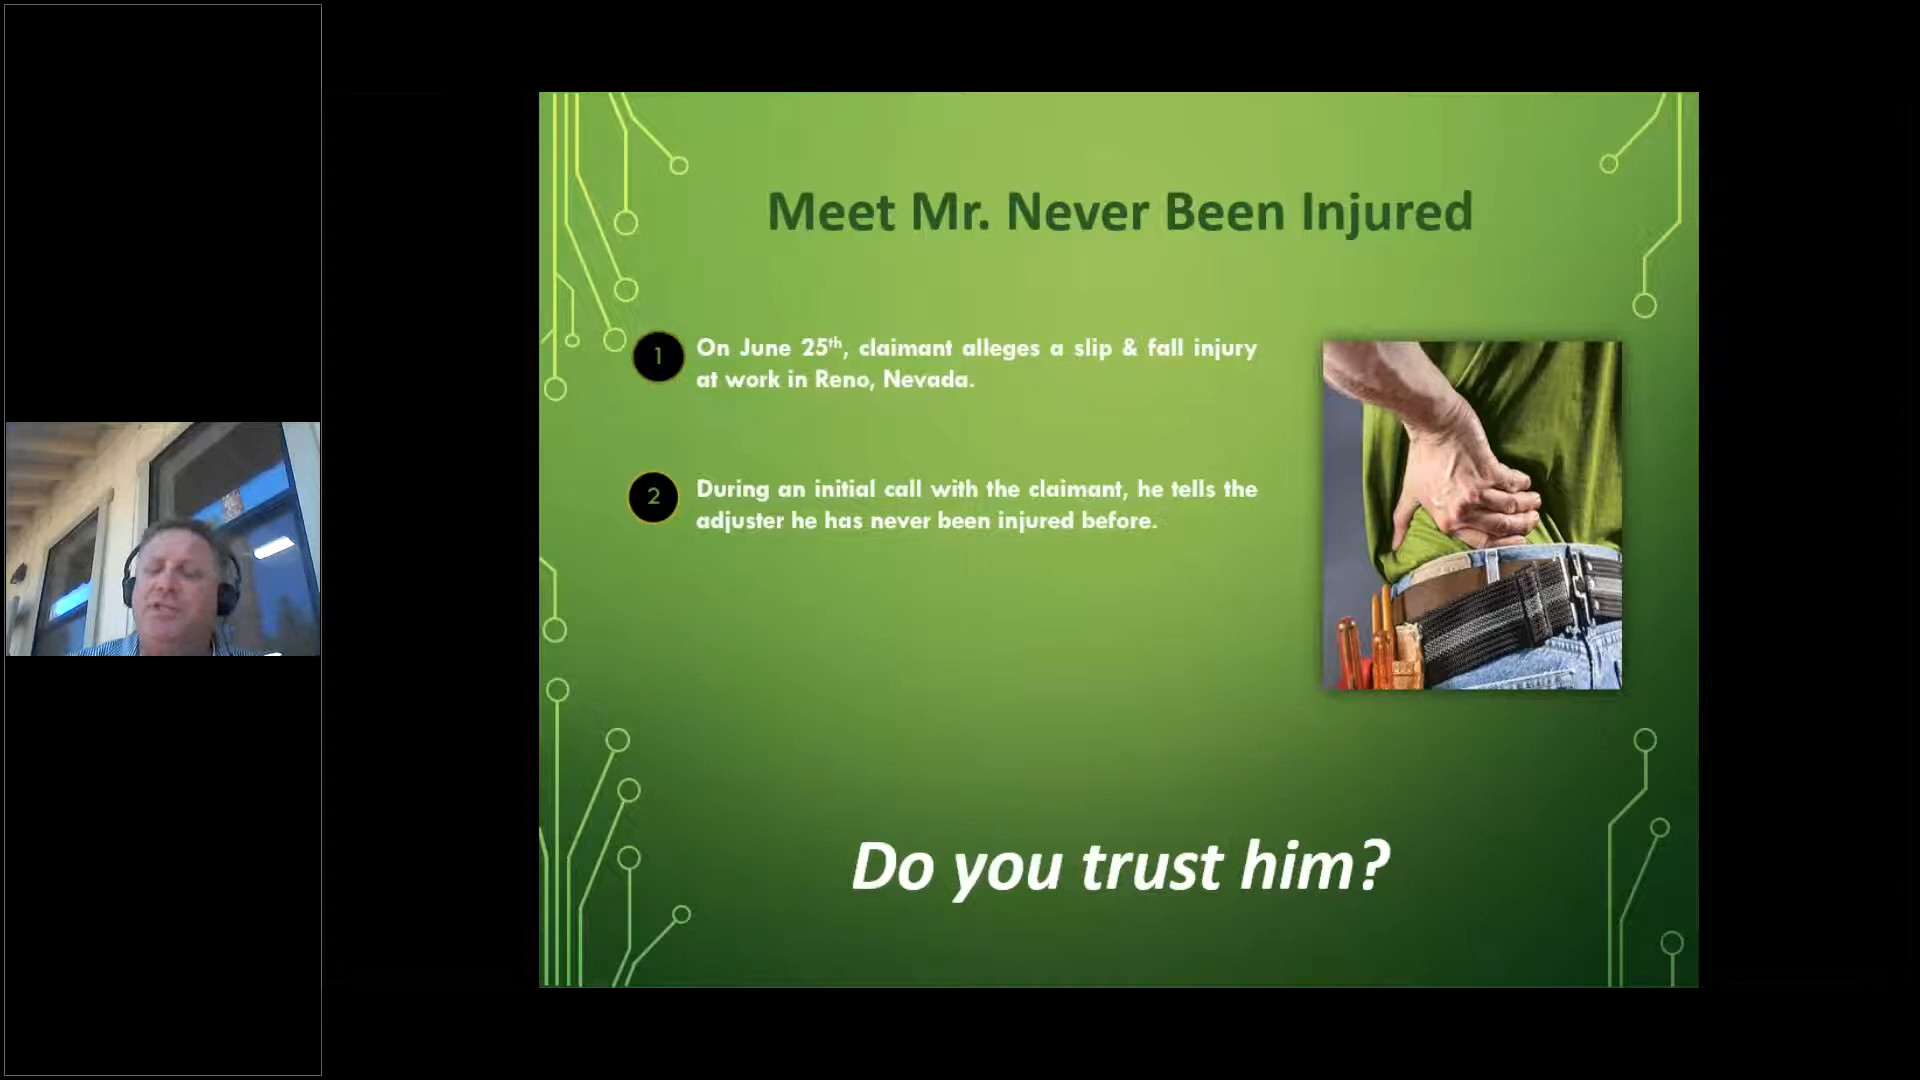 Meet Mr. Never Been Injured
1
On June 25th, claimant alleges a slip & fall injury
at work in Reno, Nevada.
2
During an initial call with the claimant, he tells the
adjuster he has never been injured before.
Do you trust him?